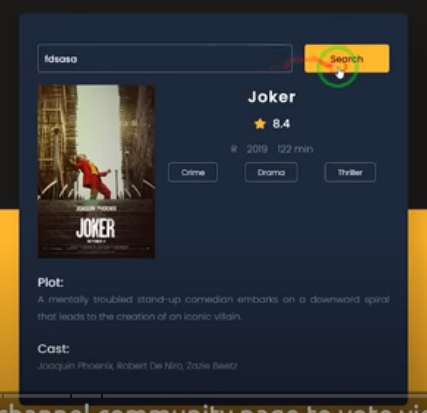 fdsasa
Search
Joker
8.4
R 2019 122 min
Crime Drama Thriller
JOAQUIN PHOENIX
JOKER
Plot:
A mentally troubled stand-up comedian embarks on a downward spiral
that leads to the creation of an iconic villain.
Cast:
Joaquin Phoenix, Robert De Niro, Zazie Beetz
channel community page to vote